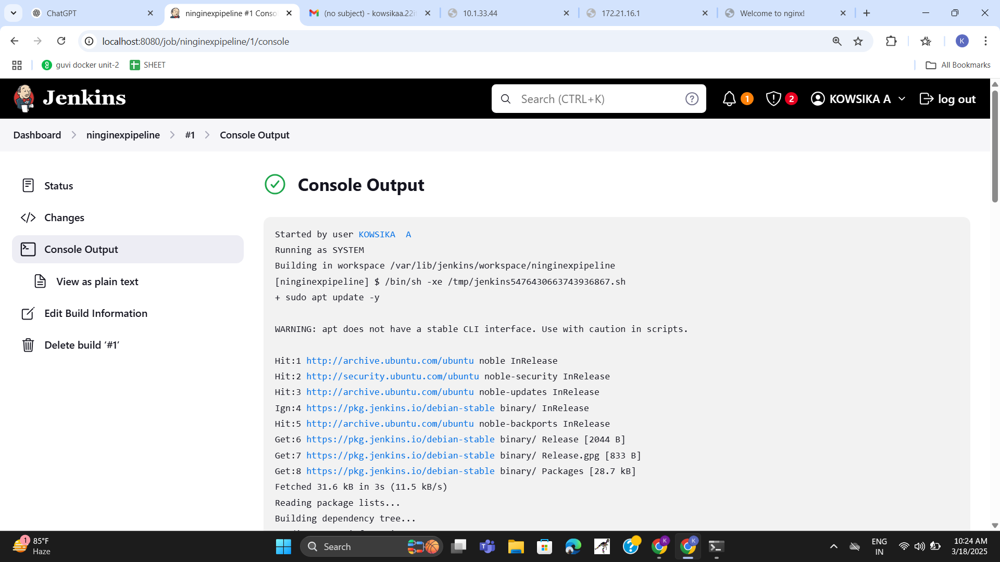 ChatGPT
ninginexpipeline #1 Conso
(no subject) - kowsikaa.22i
10.1.33.44
172.21.16.1
Welcome to nginx!
localhost:8080/job/ninginexpipeline/1/console
K
guvi docker unit-2
SHEET
All Bookmarks
Jenkins
Search (CTRL+K)
1
2
KOWSIKA A
log out
Dashboard
ninginexpipeline
#1
Console Output
Status
Changes
Console Output
View as plain text
Edit Build Information
Delete build ‘#1’
Console Output
Started by user KOWSIKA  A
Running as SYSTEM
Building in workspace /var/lib/jenkins/workspace/ninginexpipeline
[ninginexpipeline] $ /bin/sh -xe /tmp/jenkins5476430663743936867.sh
+ sudo apt update -y
WARNING: apt does not have a stable CLI interface. Use with caution in scripts.
Hit:1 http://archive.ubuntu.com/ubuntu noble InRelease
Hit:2 http://security.ubuntu.com/ubuntu noble-security InRelease
Hit:3 http://archive.ubuntu.com/ubuntu noble-updates InRelease
Ign:4 https://pkg.jenkins.io/debian-stable binary/ InRelease
Hit:5 http://archive.ubuntu.com/ubuntu noble-backports InRelease
Get:6 https://pkg.jenkins.io/debian-stable binary/ Release [2044 B]
Get:7 https://pkg.jenkins.io/debian-stable binary/ Release.gpg [833 B]
Get:8 https://pkg.jenkins.io/debian-stable binary/ Packages [28.7 kB]
Fetched 31.6 kB in 3s (11.5 kB/s)
Reading package lists...
Building dependency tree...
1
85°F
Haze
Search
ENG
IN
10:24 AM
3/18/2025